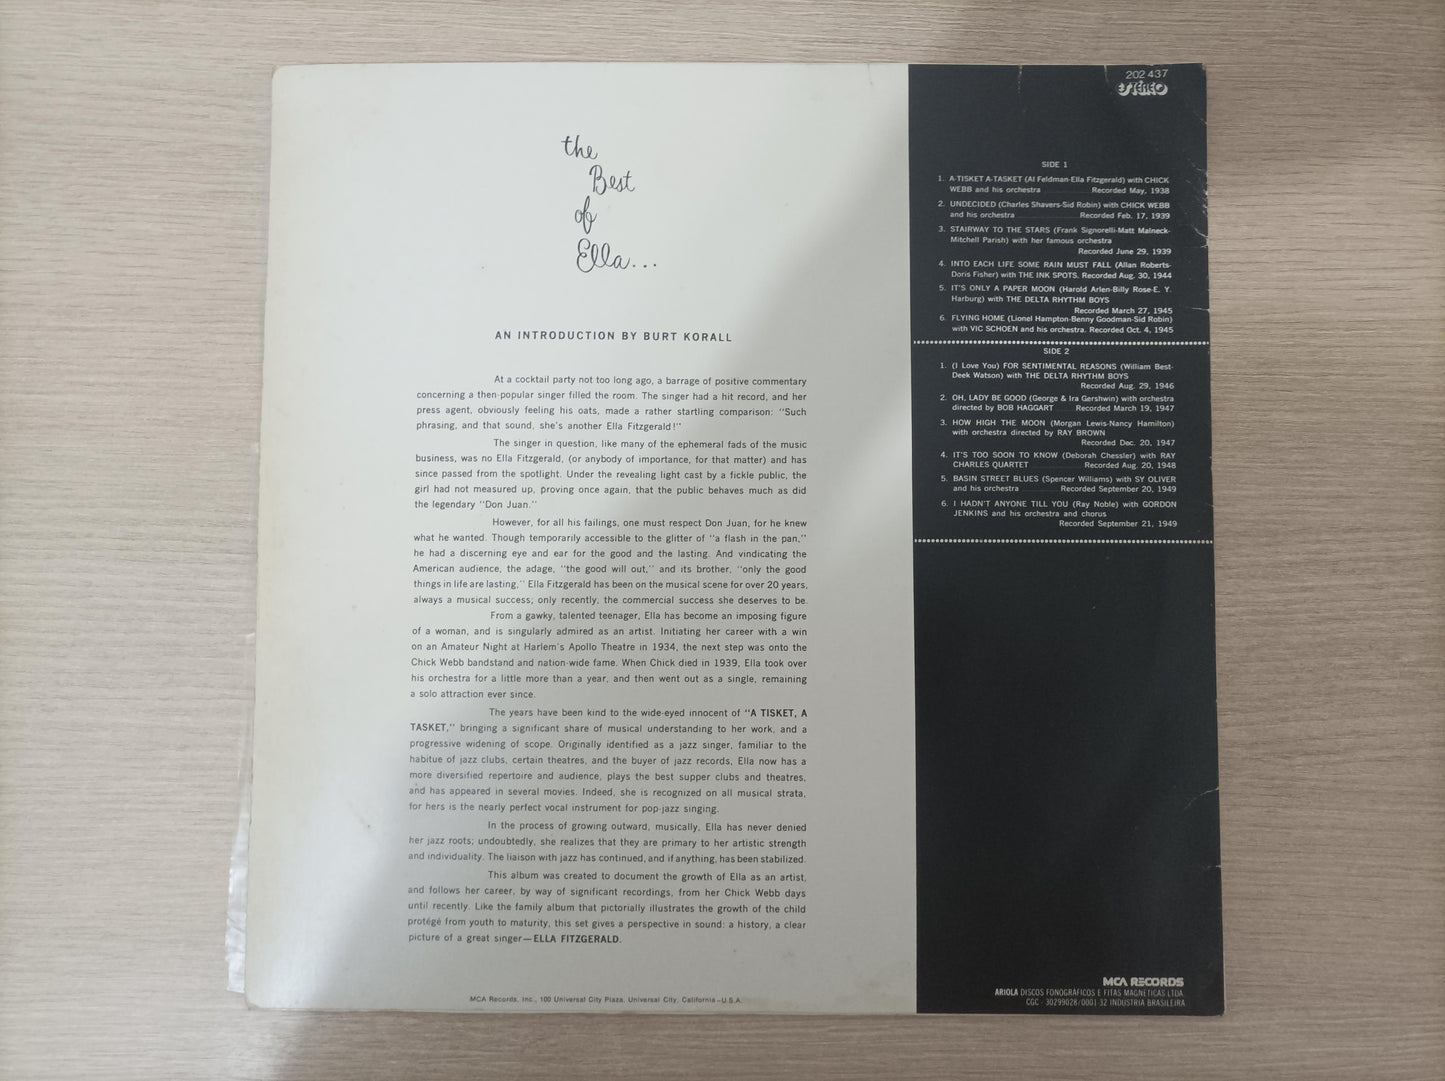 the
Best
of
Ella...
AN INTRODUCTION BY BURT KORALL
At a cocktail party not too long ago, a barrage of positive commentary
concerning a then-popular singer filled the room. The singer had a hit record, and her
press agent, obviously feeling his oats, made a rather startling comparison: "Such
phrasing, and that sound, she's another Ella Fitzgerald!"
The singer in question, like many of the ephemeral fads of the music
business, was no Ella Fitzgerald, (or anybody of importance, for that matter) and has
since passed from the spotlight. Under the revealing light cast by a fickle public, the
girl had not measured up, proving once again, that the public behaves much as did
the legendary "Don Juan."
However, for all his failings, one must respect Don Juan, for he knew
what he wanted. Though temporarily accessible to the glitter of "a flash in the pan,"
he had a discerning eye and ear for the good and the lasting. And vindicating the
American audience, the adage, "the good will out," and its brother, "only the good
things in life are lasting," Ella Fitzgerald has been on the musical scene for over 20 years,
always a musical success; only recently, the commercial success she deserves to be.
From a gawky, talented teenager, Ella has become an imposing figure
of a woman, and is singularly admired as an artist. Initiating her career with a win
on an Amateur Night at Harlem's Apollo Theatre in 1934, the next step was onto the
Chick Webb bandstand and nation-wide fame. When Chick died in 1939, Ella took over
his orchestra for a little more than a year, and then went out as a single, remaining
a solo attraction ever since.
The years have been kind to the wide-eyed innocent of "A TISKET, A
TASKET," bringing a significant share of musical understanding to her work, and a
progressive widening of scope. Originally identified as a jazz singer, familiar to the
habitue of jazz clubs, certain theatres, and the buyer of jazz records, Ella now has a
more diversified repertoire and audience, plays the best supper clubs and theatres,
and has appeared in several movies. Indeed, she is recognized on all musical strata,
for hers is the nearly perfect vocal instrument for pop-jazz singing.
In the process of growing outward, musically, Ella has never denied
her jazz roots; undoubtedly, she realizes that they are primary to her artistic strength
and individuality. The liaison with jazz has continued, and if anything, has been stabilized.
This album was created to document the growth of Ella as an artist,
and follows her career, by way of significant recordings, from her Chick Webb days
until recently. Like the family album that pictorially illustrates the growth of the child
protégé from youth to maturity, this set gives a perspective in sound: a history, a clear
picture of a great singer—ELLA FITZGERALD.
MCA Records, Inc., 100 Universal City Plaza, Universal City, California—U.S.A.
202 437
ESTÉREO
SIDE 1
1. A-TISKET A-TASKET (Al Feldman-Ella Fitzgerald) with CHICK
WEBB and his orchestra Recorded May, 1938
2. UNDECIDED (Charles Shavers-Sid Robin) with CHICK WEBB
and his orchestra Recorded Feb. 17, 1939
3. STAIRWAY TO THE STARS (Frank Signorelli-Matt Malneck-
Mitchell Parish) with her famous orchestra
Recorded June 29, 1939
4. INTO EACH LIFE SOME RAIN MUST FALL (Allan Roberts-
Doris Fisher) with THE INK SPOTS. Recorded Aug. 30, 1944
5. IT'S ONLY A PAPER MOON (Harold Arlen-Billy Rose-E. Y.
Harburg) with THE DELTA RHYTHM BOYS
Recorded March 27, 1945
6. FLYING HOME (Lionel Hampton-Benny Goodman-Sid Robin)
with VIC SCHOEN and his orchestra. Recorded Oct. 4, 1945
SIDE 2
1. (I Love You) FOR SENTIMENTAL REASONS (William Best-
Deek Watson) with THE DELTA RHYTHM BOYS
Recorded Aug. 29, 1946
2. OH, LADY BE GOOD (George & Ira Gershwin) with orchestra
directed by BOB HAGGART Recorded March 19, 1947
3. HOW HIGH THE MOON (Morgan Lewis-Nancy Hamilton)
with orchestra directed by RAY BROWN
Recorded Dec. 20, 1947
4. IT'S TOO SOON TO KNOW (Deborah Chessler) with RAY
CHARLES QUARTET Recorded Aug. 20, 1948
5. BASIN STREET BLUES (Spencer Williams) with SY OLIVER
and his orchestra Recorded September 20, 1949
6. I HADN'T ANYONE TILL YOU (Ray Noble) with GORDON
JENKINS and his orchestra and chorus
Recorded September 21, 1949
MCA RECORDS
ARIOLA DISCOS FONOGRÁFICOS E FITAS MAGNÉTICAS LTDA.
CGC - 30299028/0001-32 INDÚSTRIA BRASILEIRA